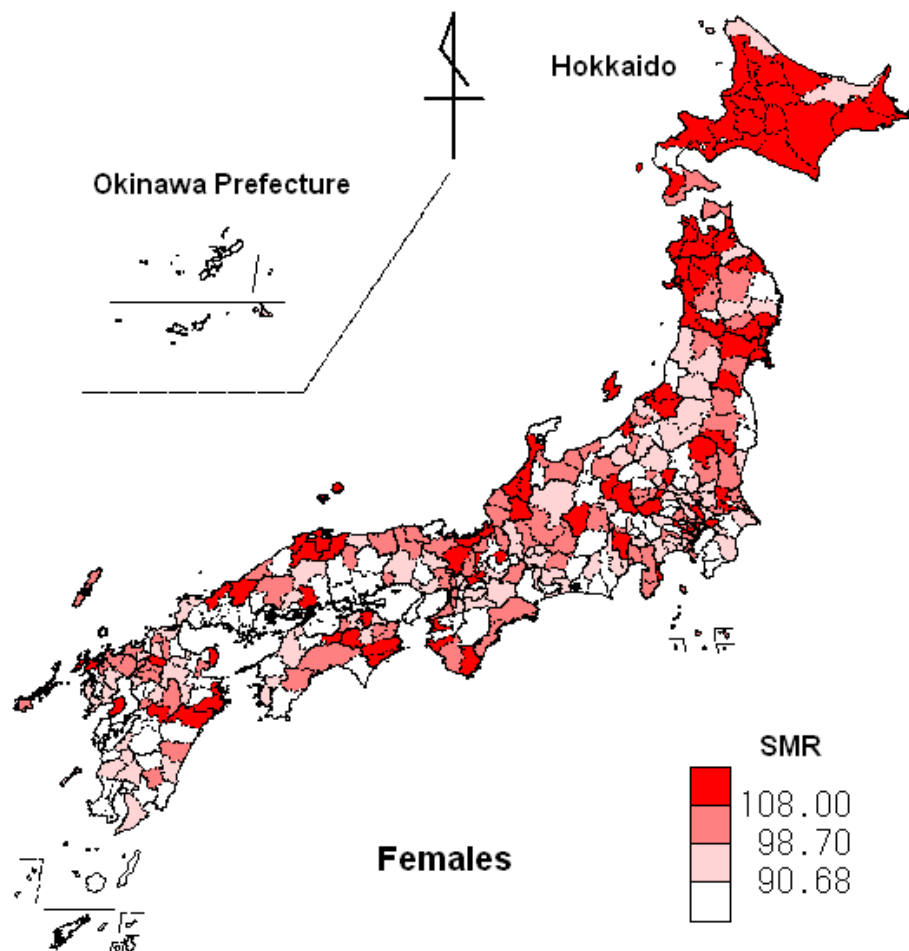 Hokkaido
Okinawa Prefecture
SMR
108.00
98.70
90.68
Females